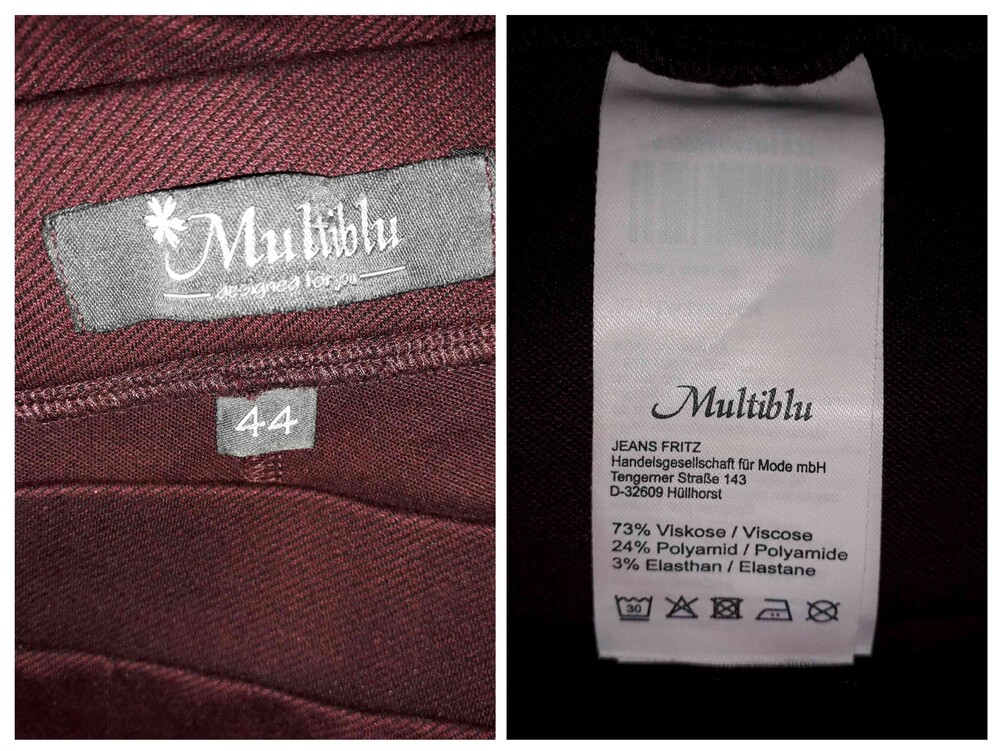 Multiblu
designed for you
44
Multiblu
JEANS FRITZ
Handelsgesellschaft für Mode mbH
Tengerner Straße 143
D-32609 Hüllhorst
73% Viskose / Viscose
24% Polyamid / Polyamide
3% Elasthan / Elastane
30